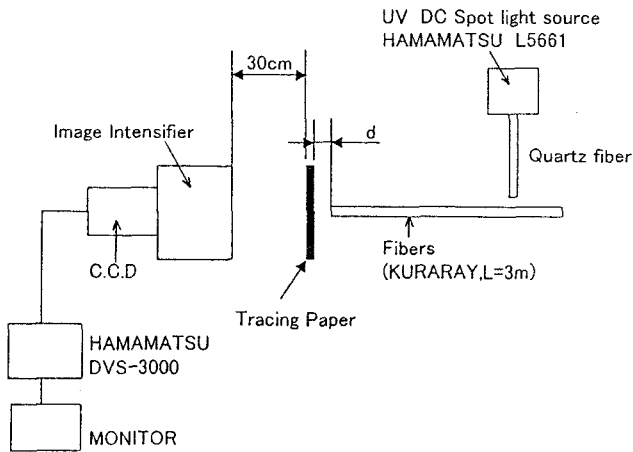 UV DC Spot light source
HAMAMATSU L5661
30cm
Image Intensifier
d
Quartz fiber
C.C.D
Fibers
(KURARAY,L=3m)
Tracing Paper
HAMAMATSU
DVS-3000
MONITOR